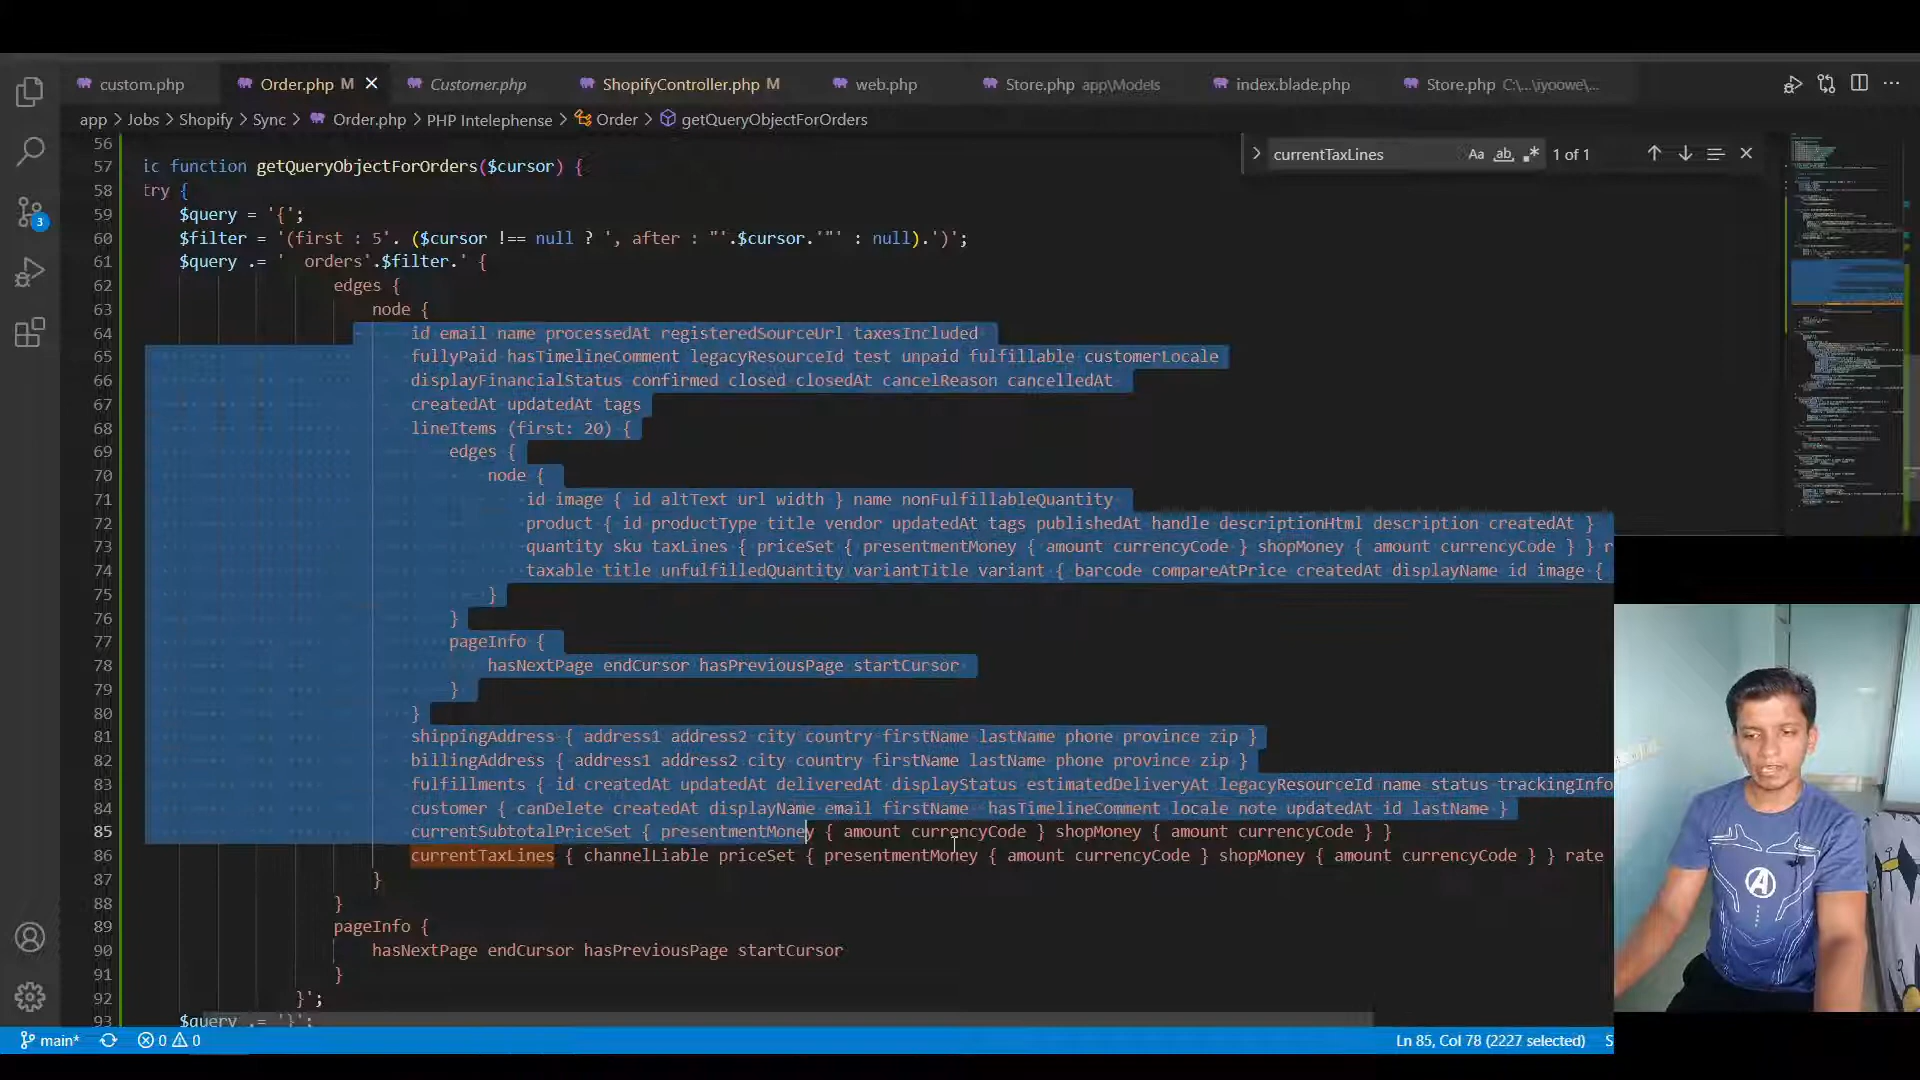 custom.php
Order.php M
Customer.php
ShopifyController.php M
web.php
Store.php app\Models
index.blade.php
Store.php C:\...\iyoowe\...
app > Jobs > Shopify > Sync > Order.php > PHP Intelephense > Order > getQueryObjectForOrders
currentTaxLines
Aa ab .* 1 of 1
56
57 ic function getQueryObjectForOrders($cursor) {
58 try {
59 $query = '{';
60 $filter = '(first : 5'. ($cursor !== null ? ', after : "'.$cursor.'"' : null).')';
61 $query .= ' orders'.$filter.' {
62 edges {
63 node {
64 id email name processedAt registeredSourceUrl taxesIncluded
65 fullyPaid hasTimelineComment legacyResourceId test unpaid fulfillable customerLocale
66 displayFinancialStatus confirmed closed closedAt cancelReason cancelledAt
67 createdAt updatedAt tags
68 lineItems (first: 20) {
69 edges {
70 node {
71 id image { id altText url width } name nonFulfillableQuantity
72 product { id productType title vendor updatedAt tags publishedAt handle descriptionHtml description createdAt }
73 quantity sku taxLines { priceSet { presentmentMoney { amount currencyCode } shopMoney { amount currencyCode } } r
74 taxable title unfulfilledQuantity variantTitle variant { barcode compareAtPrice createdAt displayName id image {
75 }
76 }
77 pageInfo {
78 hasNextPage endCursor hasPreviousPage startCursor
79 }
80 }
81 shippingAddress { address1 address2 city country firstName lastName phone province zip }
82 billingAddress { address1 address2 city country firstName lastName phone province zip }
83 fulfillments { id createdAt updatedAt deliveredAt displayStatus estimatedDeliveryAt legacyResourceId name status trackingInfo
84 customer { canDelete createdAt displayName email firstName hasTimelineComment locale note updatedAt id lastName }
85 currentSubtotalPriceSet { presentmentMoney { amount currencyCode } shopMoney { amount currencyCode } }
86 currentTaxLines { channelLiable priceSet { presentmentMoney { amount currencyCode } shopMoney { amount currencyCode } } rate
87 }
88 }
89 pageInfo {
90 hasNextPage endCursor hasPreviousPage startCursor
91 }
92 }';
93 $query .= '}';
3
main* 0 0
Ln 85, Col 78 (2227 selected) S
A